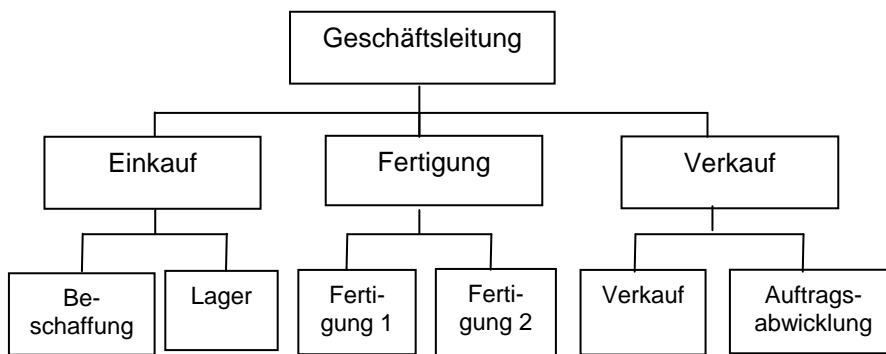 Geschäftsleitung
Einkauf
Fertigung
Verkauf
Be-
schaffung
Lager
Ferti-
gung 1
Ferti-
gung 2
Verkauf
Auftrags-
abwicklung